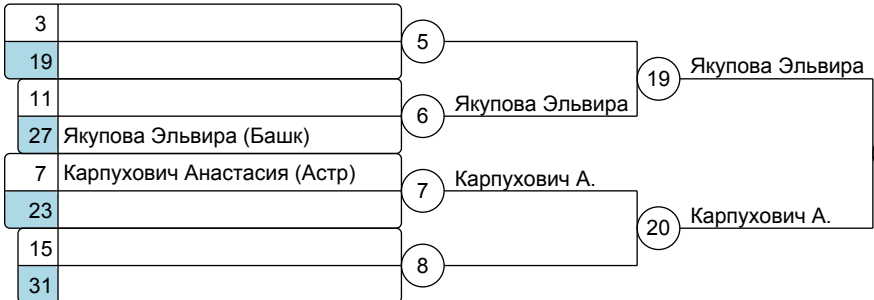 3
19
5
11
27 Якупова Эльвира (Башк)
6 Якупова Эльвира
19 Якупова Эльвира
7 Карпухович Анастасия (Астр)
23
7 Карпухович А.
20 Карпухович А.
15
31
8